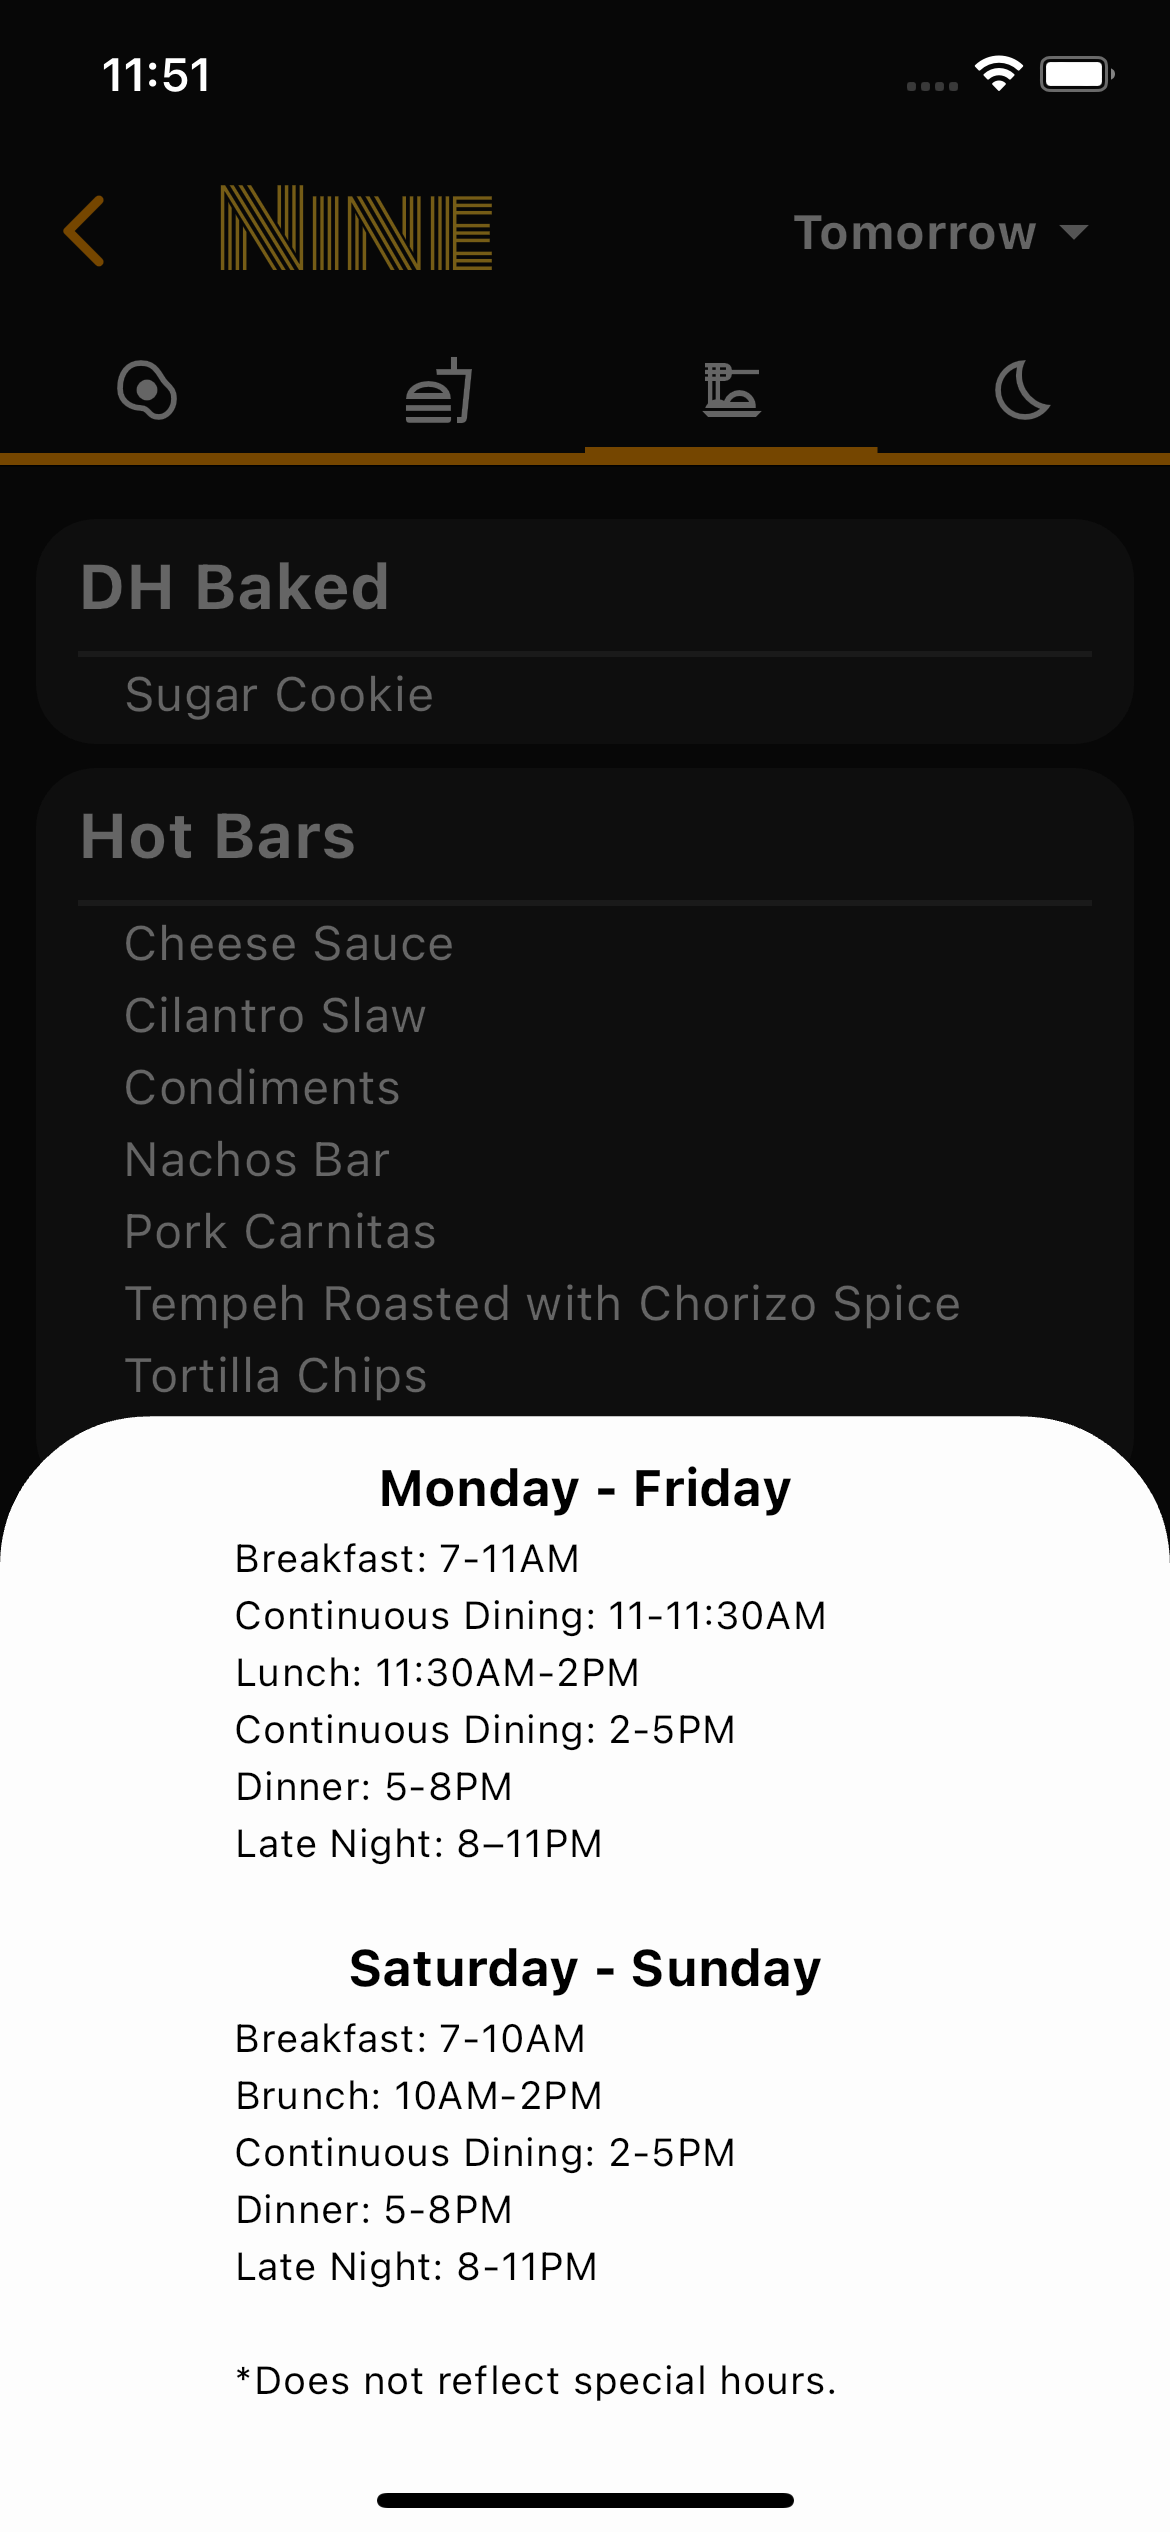 11:51
NINE
Tomorrow
DH Baked
Sugar Cookie
Hot Bars
Cheese Sauce
Cilantro Slaw
Condiments
Nachos Bar
Pork Carnitas
Tempeh Roasted with Chorizo Spice
Tortilla Chips
Monday - Friday
Breakfast: 7-11AM
Continuous Dining: 11-11:30AM
Lunch: 11:30AM-2PM
Continuous Dining: 2-5PM
Dinner: 5-8PM
Late Night: 8–11PM
Saturday - Sunday
Breakfast: 7-10AM
Brunch: 10AM-2PM
Continuous Dining: 2-5PM
Dinner: 5-8PM
Late Night: 8-11PM
*Does not reflect special hours.